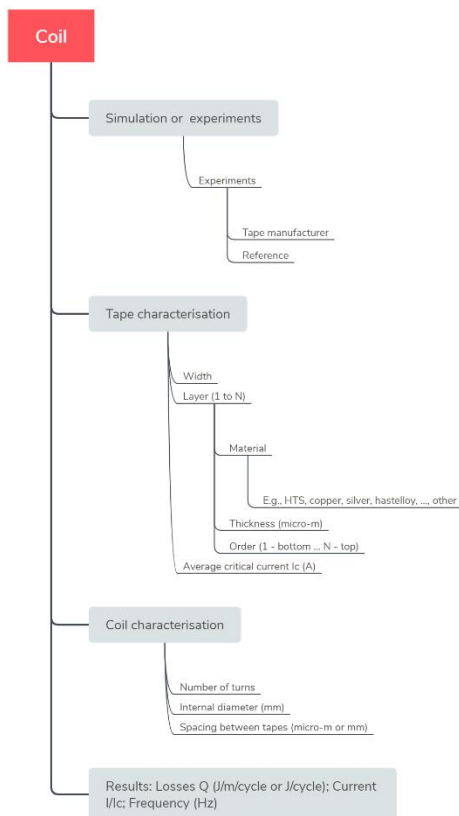 Coil
Simulation or experiments
Experiments
Tape manufacturer
Reference
Tape characterisation
Width
Layer (1 to N)
Material
E.g., HTS, copper, silver, hastelloy, ..., other
Thickness (micro-m)
Order (1 - bottom ... N - top)
Average critical current Ic (A)
Coil characterisation
Number of turns
Internal diameter (mm)
Spacing between tapes (micro-m or mm)
Results: Losses Q (J/m/cycle or J/cycle); Current
I/Ic; Frequency (Hz)